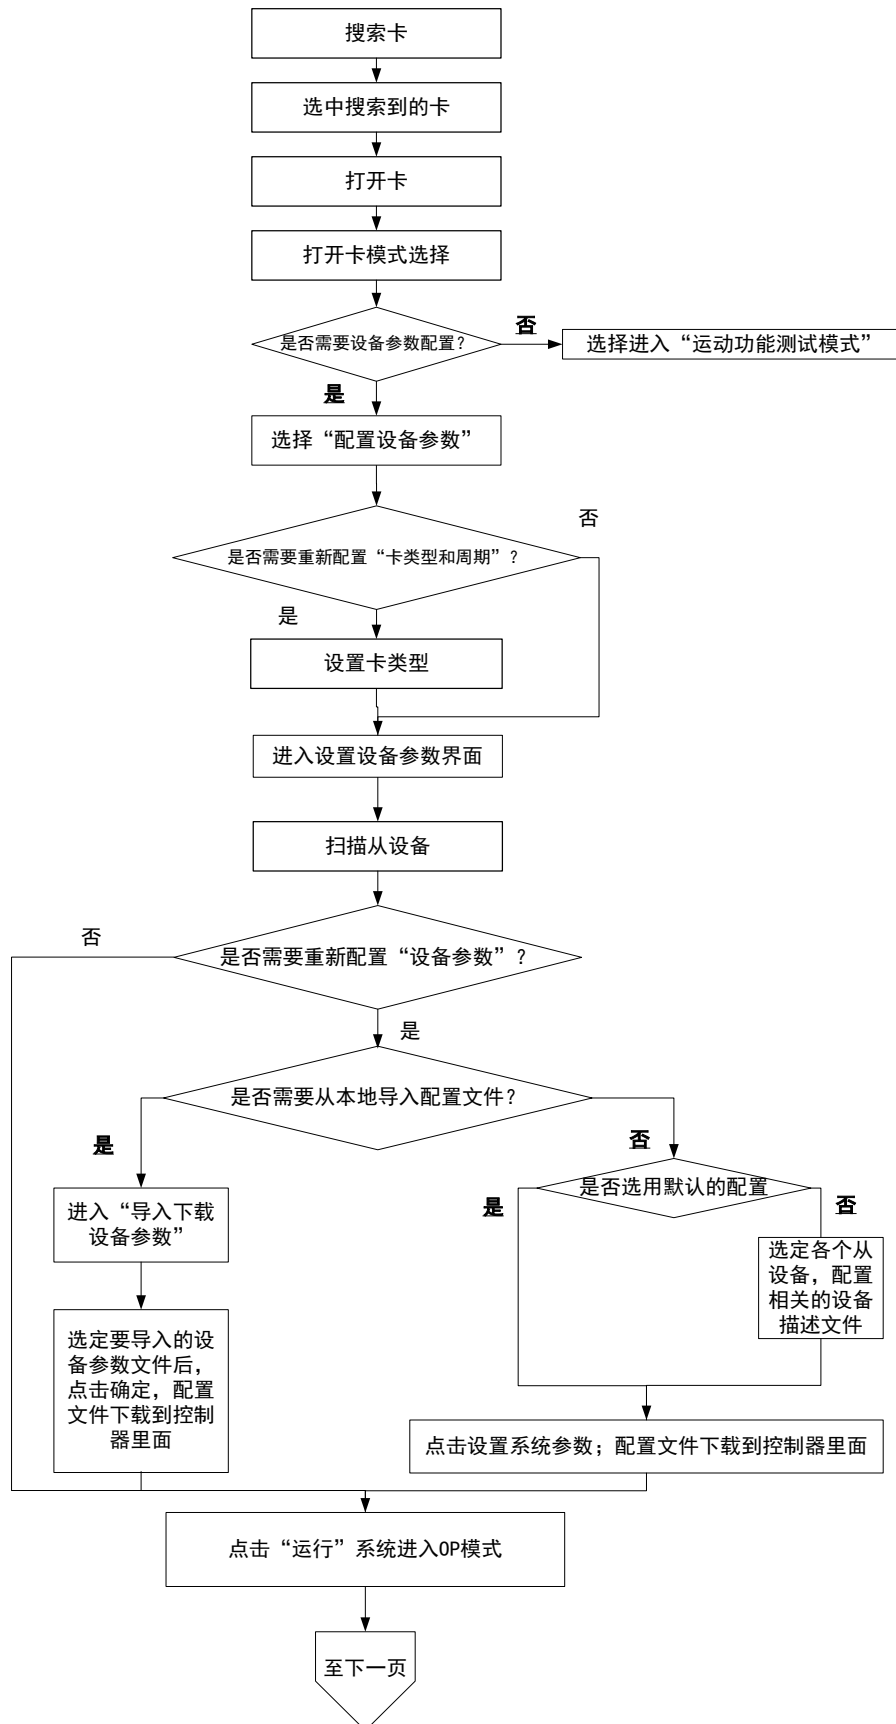 搜索卡
选中搜索到的卡
打开卡
打开卡模式选择
是否需要设备参数配置?
否
选择进入“运动功能测试模式”
是
选择“配置设备参数”
否
是否需要重新配置“卡类型和周期”?
是
设置卡类型
进入设置设备参数界面
扫描从设备
否
是否需要重新配置“设备参数”?
是
是否需要从本地导入配置文件?
是
否
进入“导入下载
设备参数”
是否选用默认的配置
是
否
选定各个从
设备，配置
相关的设备
描述文件
选定要导入的设
备参数文件后，
点击确定，配置
文件下载到控制
器里面
点击设置系统参数；配置文件下载到控制器里面
点击“运行”系统进入OP模式
至下一页